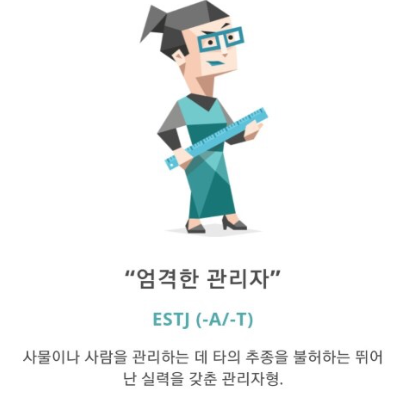 “엄격한 관리자”
ESTJ (-A/-T)
사물이나 사람을 관리하는 데 타의 추종을 불허하는 뛰어
난 실력을 갖춘 관리자형.